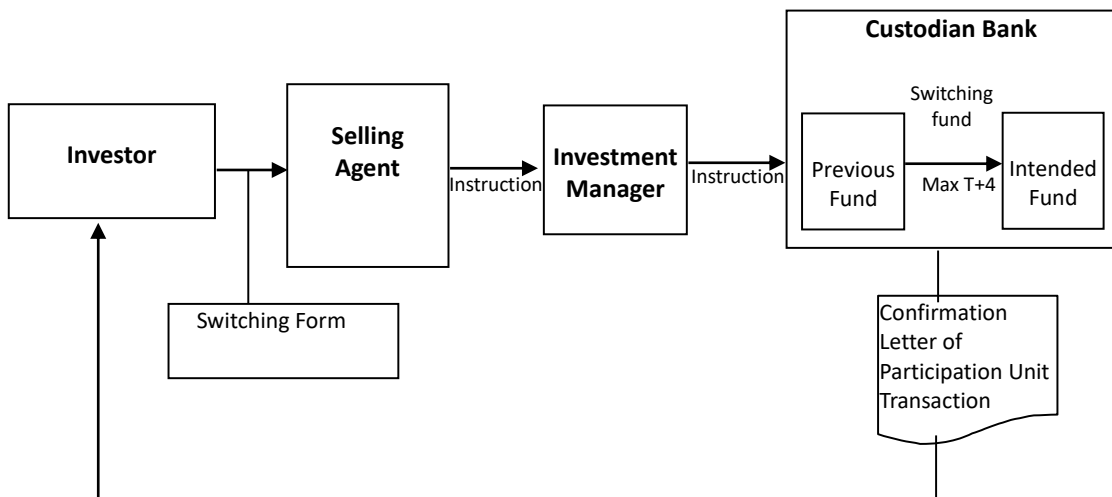 Custodian Bank
Switching
fund
Investor
Selling
Agent
Investment
Manager
Previous
Fund
Intended
Fund
Instruction
Instruction
Max T+4
Switching Form
Confirmation
Letter of
Participation Unit
Transaction